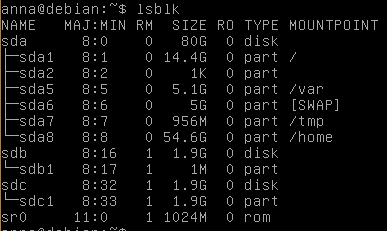 anna@debian:~$ lsblk
NAME   MAJ:MIN RM  SIZE RO TYPE MOUNTPOINT
sda      8:0    0   80G  0 disk
├─sda1   8:1    0 14.4G  0 part /
├─sda2   8:2    0    1K  0 part
├─sda5   8:5    0  5.1G  0 part /var
├─sda6   8:6    0    5G  0 part [SWAP]
├─sda7   8:7    0  956M  0 part /tmp
└─sda8   8:8    0 54.6G  0 part /home
sdb      8:16   1  1.9G  0 disk
└─sdb1   8:17   1    1M  0 part
sdc      8:32   1  1.9G  0 disk
└─sdc1   8:33   1  1.9G  0 part
sr0     11:0    1 1024M  0 rom
anna@debian:~$